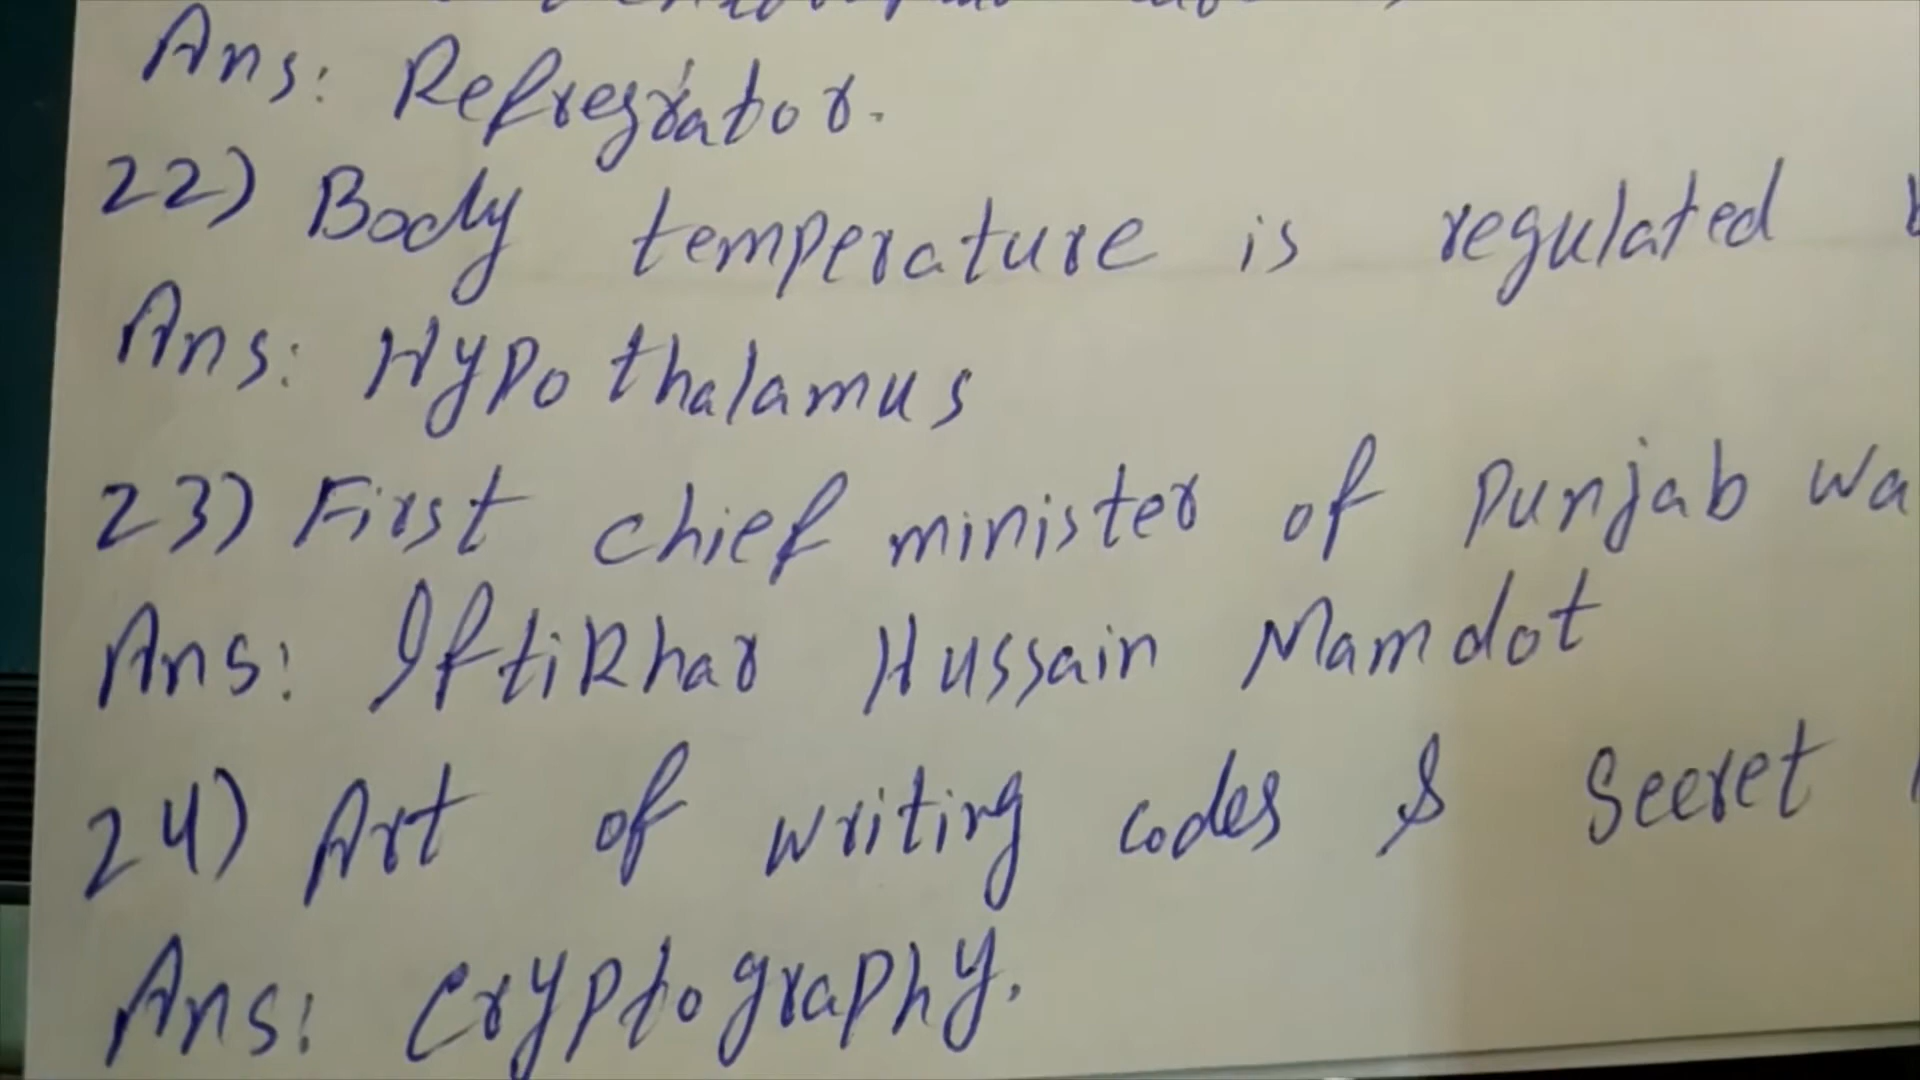 Ans: Refregrator.
22) Body temperature is regulated
Ans: Hypothalamus
23) First chief minister of punjab wa
Ans: Iftikhar Hussain Mamdot
24) Art of writing codes & Secret
Ans: Cryptography.